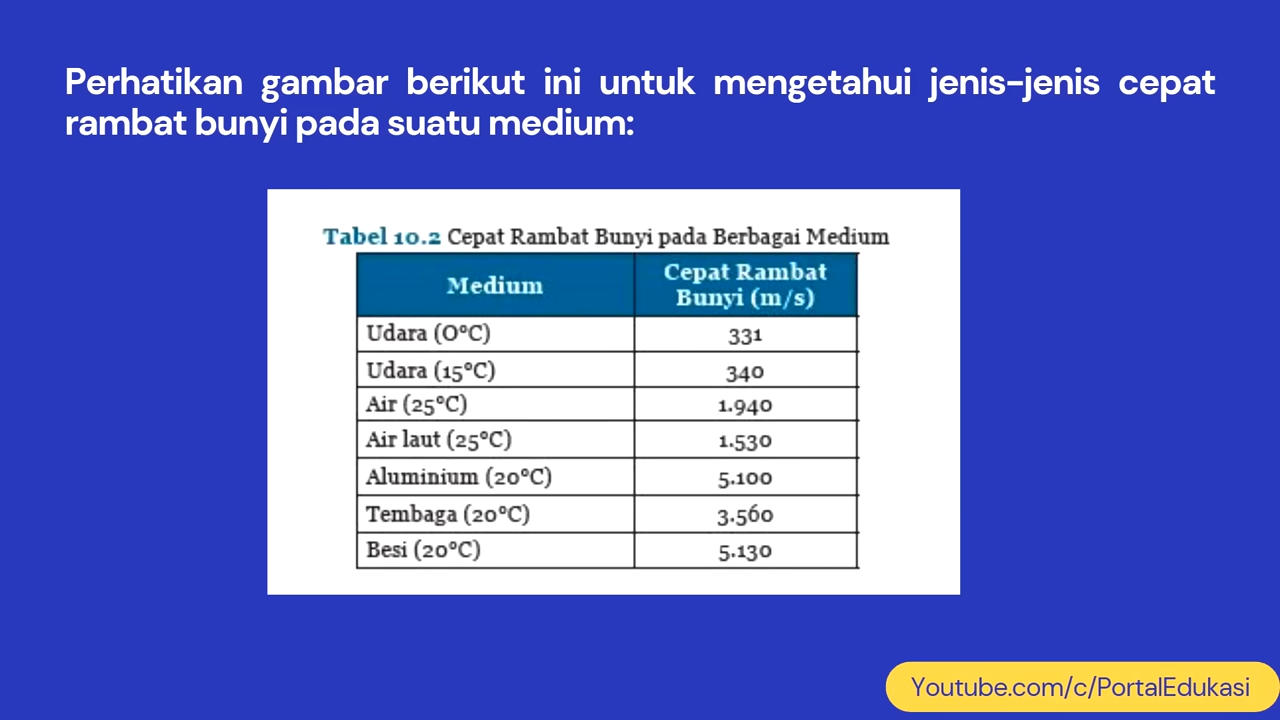 Perhatikan gambar berikut ini untuk mengetahui jenis-jenis cepat
rambat bunyi pada suatu medium:
Tabel 10.2 Cepat Rambat Bunyi pada Berbagai Medium
Medium
Cepat Rambat
Bunyi (m/s)
Udara (0°C) 331
Udara (15°C) 340
Air (25°C) 1.940
Air laut (25°C) 1.530
Aluminium (20°C) 5.100
Tembaga (20°C) 3.560
Besi (20°C) 5.130
Youtube.com/c/PortalEdukasi